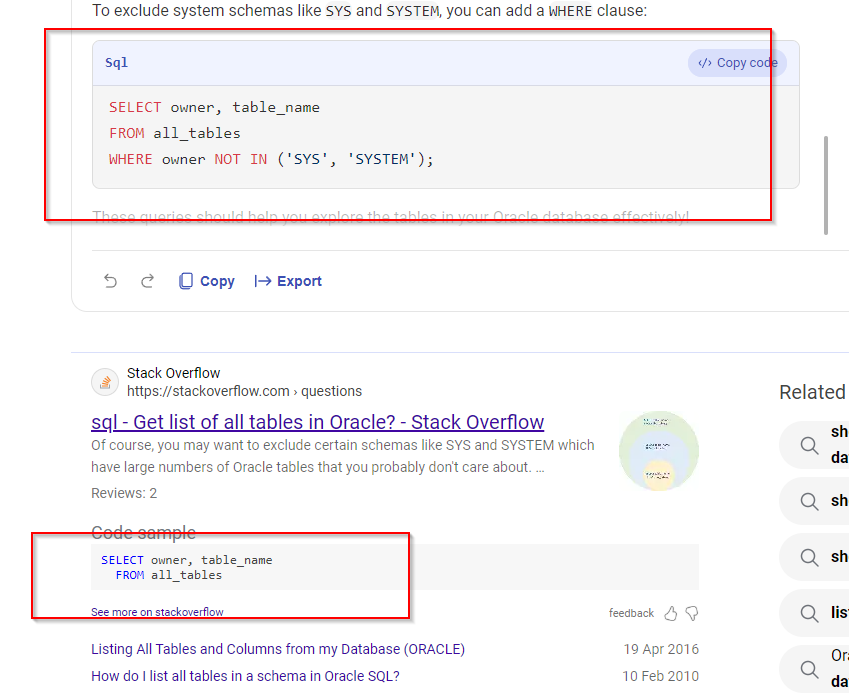 To exclude system schemas like SYS and SYSTEM, you can add a WHERE clause:
Sql
</> Copy code
SELECT owner, table_name
FROM all_tables
WHERE owner NOT IN ('SYS', 'SYSTEM');
These queries should help you explore the tables in your Oracle database effectively!
Copy
Export
Stack Overflow
https://stackoverflow.com › questions
sql - Get list of all tables in Oracle? - Stack Overflow
Of course, you may want to exclude certain schemas like SYS and SYSTEM which
have large numbers of Oracle tables that you probably don't care about. …
Reviews: 2
Code sample
SELECT owner, table_name
FROM all_tables
See more on stackoverflow
feedback
Listing All Tables and Columns from my Database (ORACLE)
19 Apr 2016
How do I list all tables in a schema in Oracle SQL?
10 Feb 2010
Related
sh
da
sh
sh
list
Ora
da